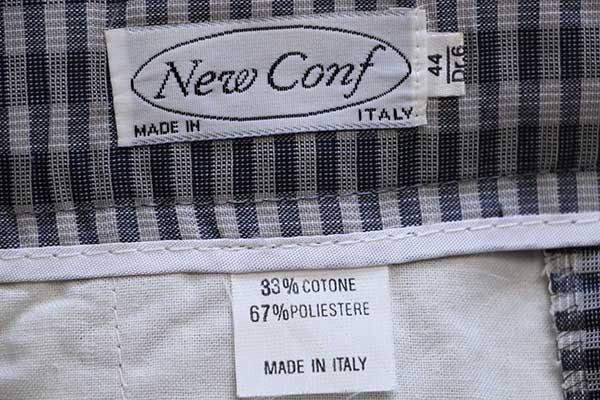 New Conf
MADE IN ITALY
44
Dr.6
33% COTONE
67% POLIESTERE
MADE IN ITALY